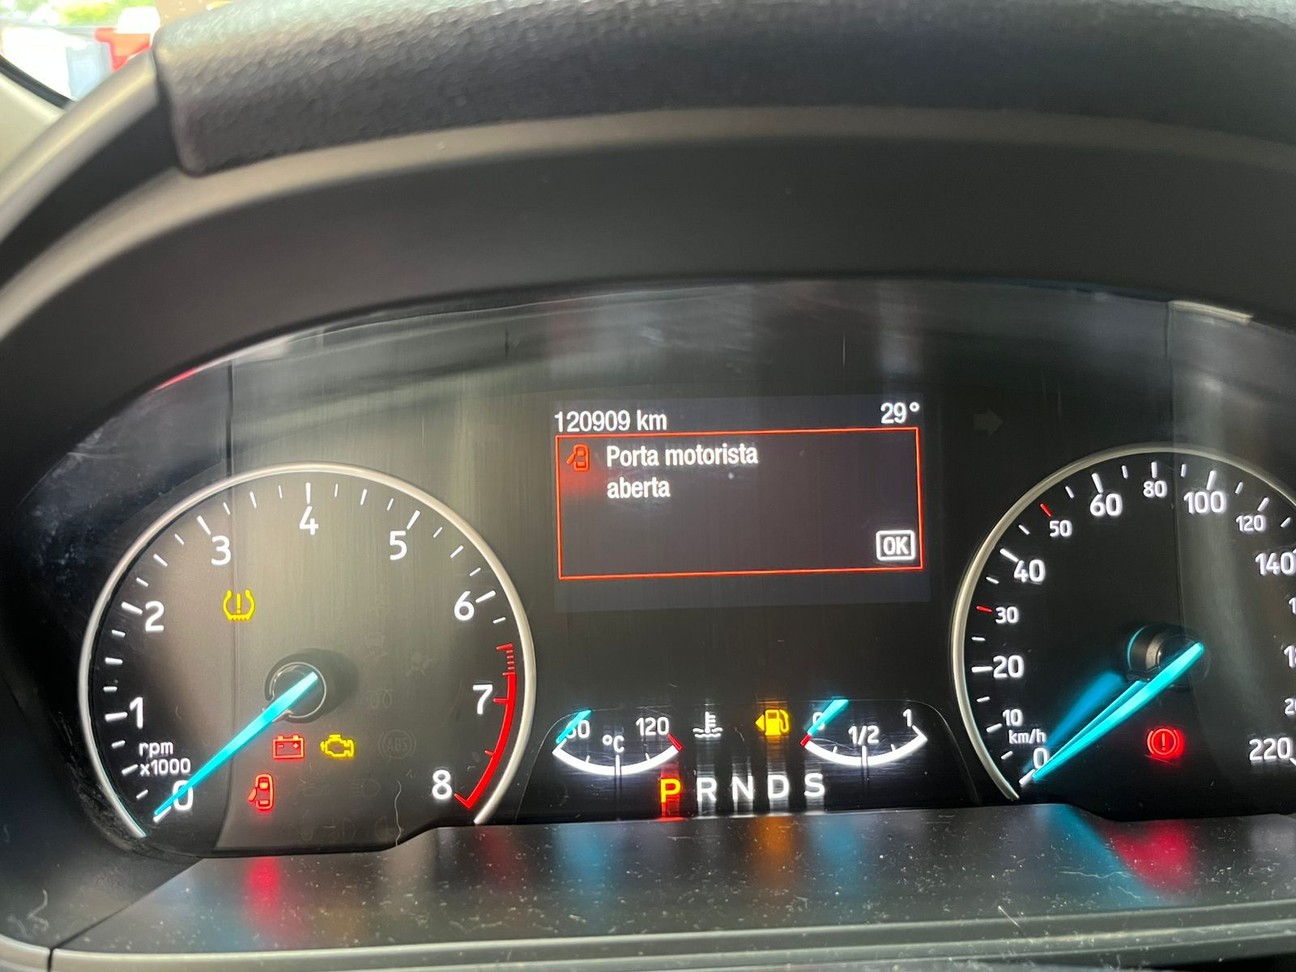 120909 km 29°
Porta motorista
aberta
OK
0 1 2 3 4 5 6 7 8
rpm
x1000
ABS
120
°C
0 1/2 1
P R N D S
0 10 20 30 40 50 60 80 100 120 140
220
km/h